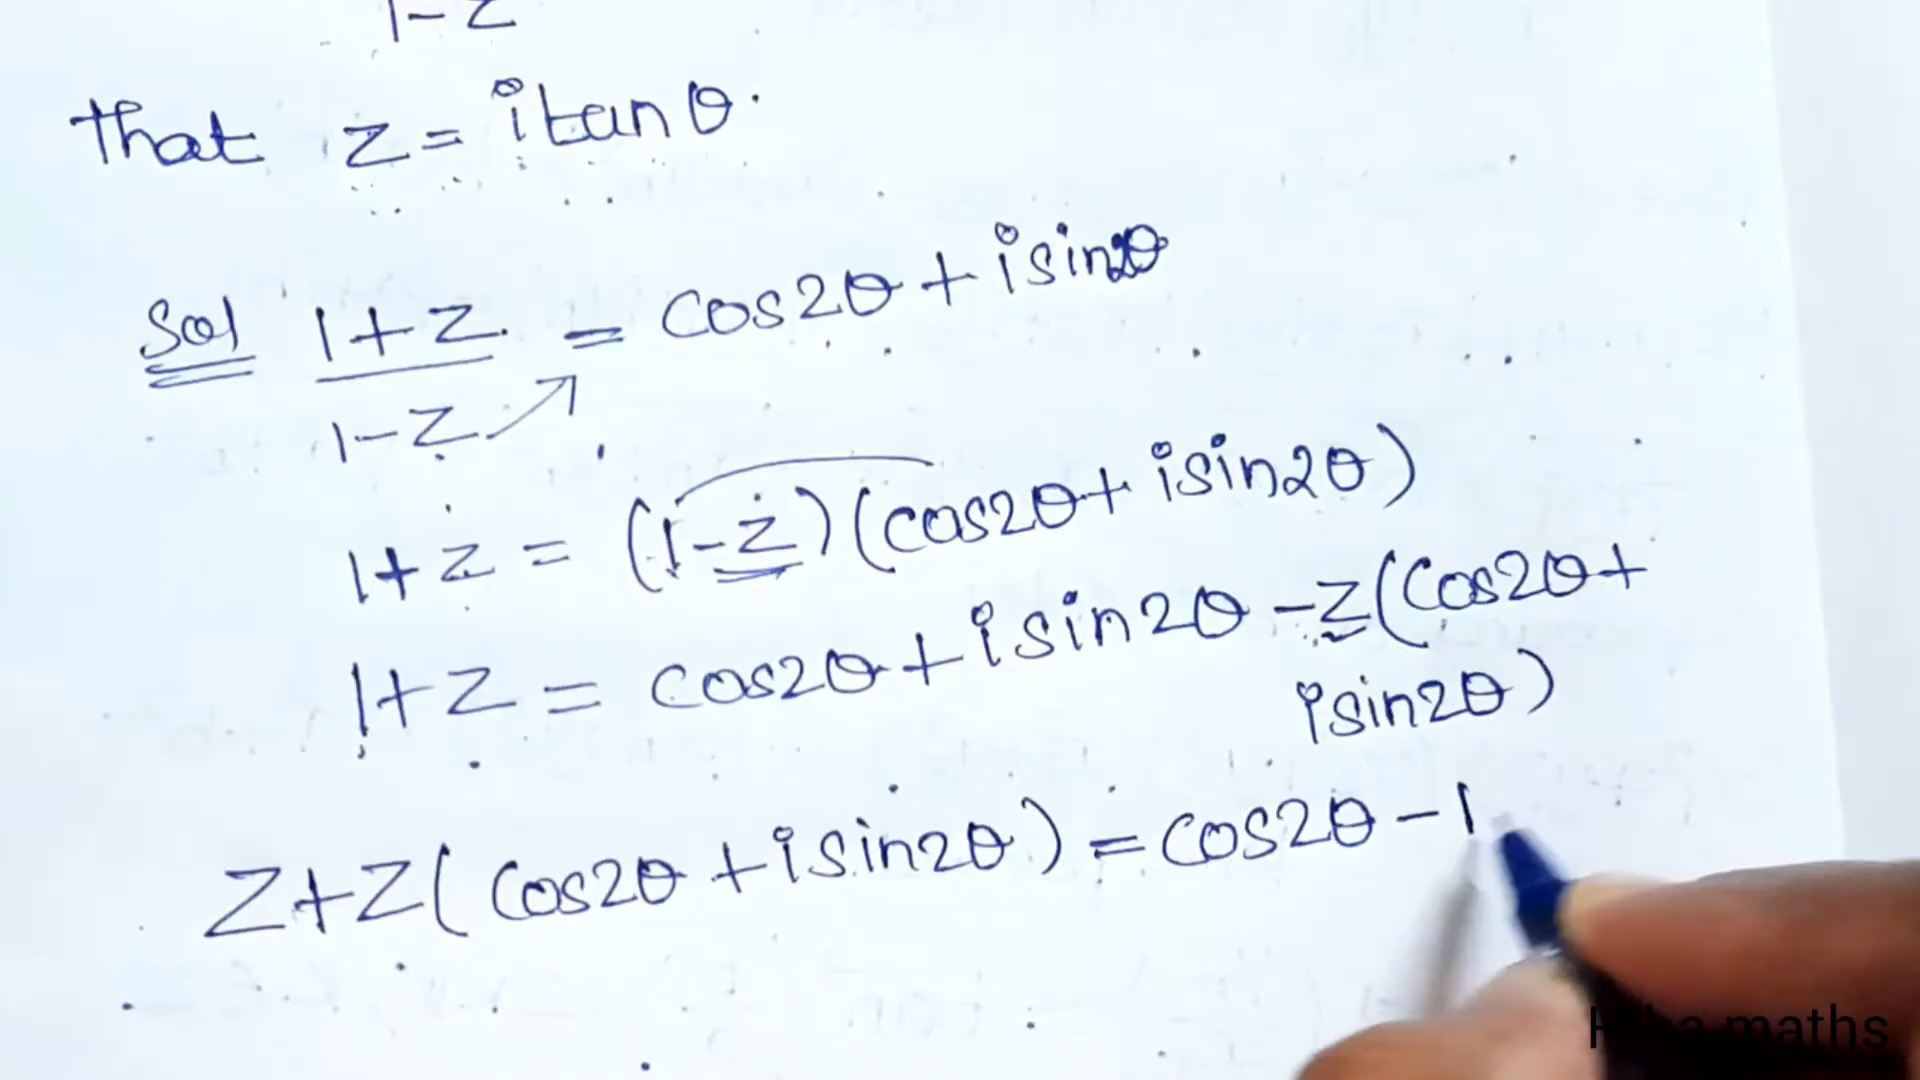 1-z
That z = i tan θ.
Sol 1+z = cos2θ + i sin2θ
1-z
1+z = (1-z)(cos2θ + i sin2θ)
1+z = cos2θ + i sin2θ - z(cos2θ +
i sin2θ)
z+z(cos2θ + i sin2θ) = cos2θ - 1
maths